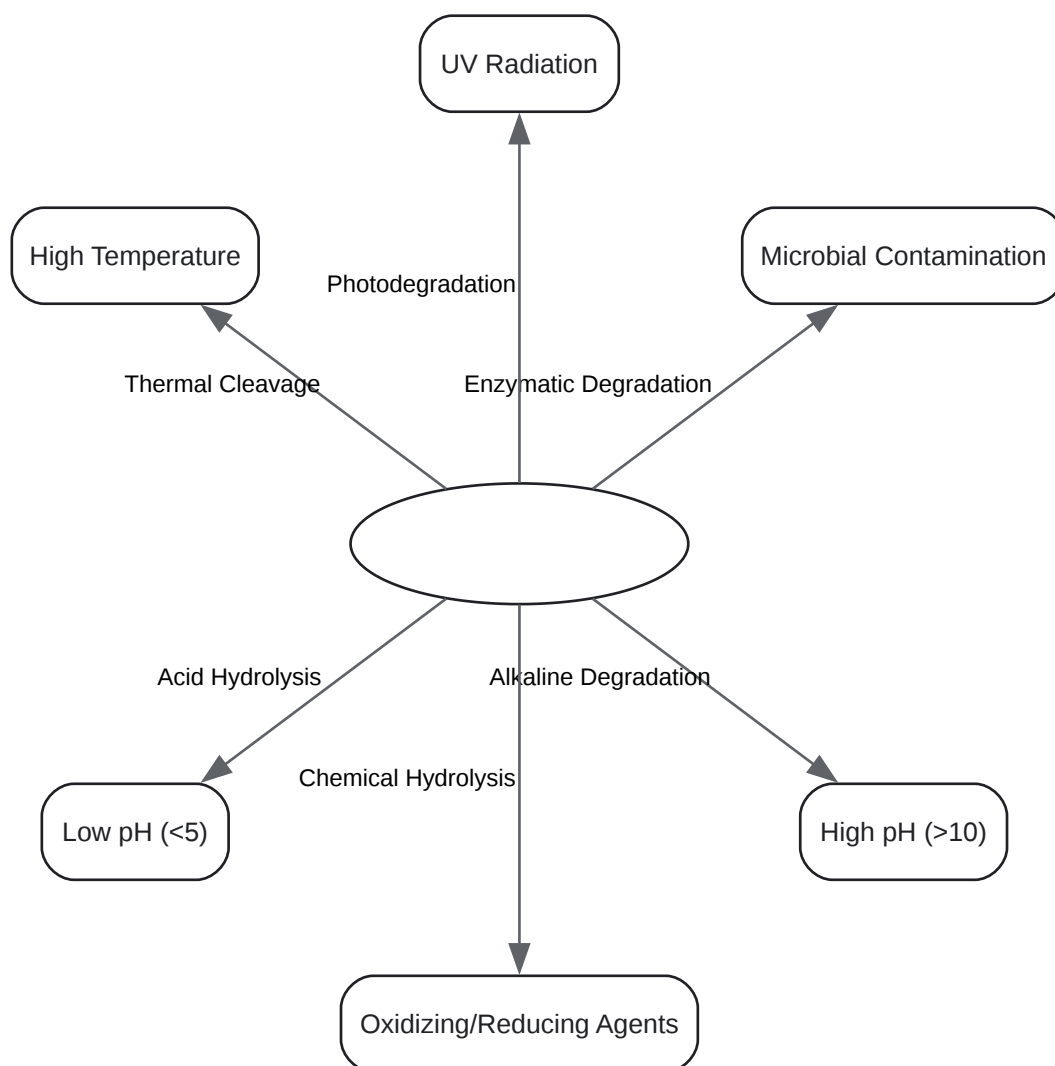 UV Radiation
High Temperature
Microbial Contamination
Photodegradation
Thermal Cleavage
Enzymatic Degradation
Acid Hydrolysis
Alkaline Degradation
Chemical Hydrolysis
Low pH (<5)
High pH (>10)
Oxidizing/Reducing Agents